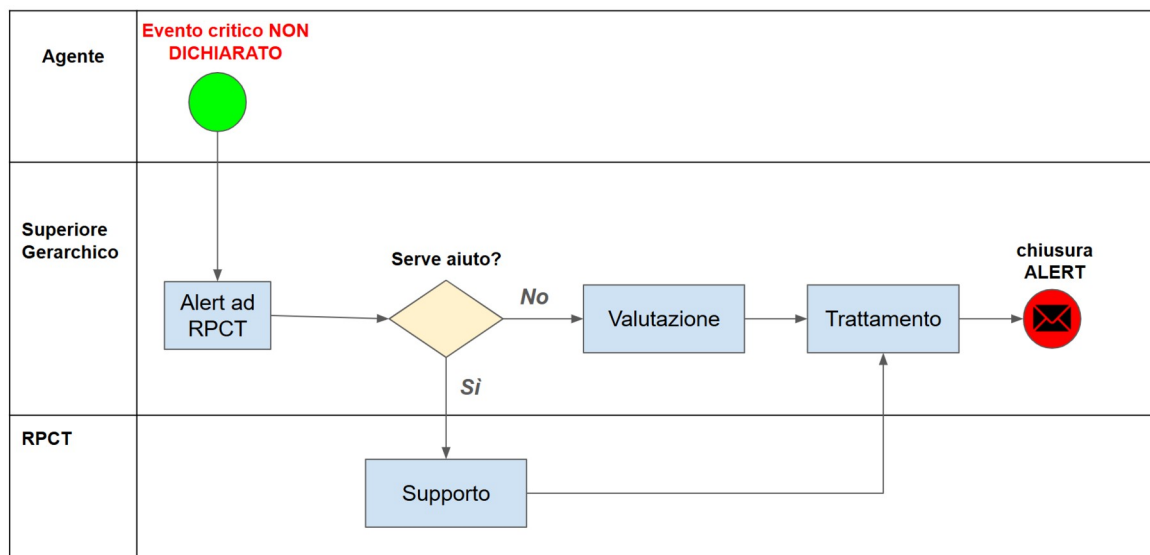 Agente
Evento critico NON
DICHIARATO
Superiore
Gerarchico
Alert ad
RPCT
Serve aiuto?
No
Sì
Valutazione
Trattamento
chiusura
ALERT
RPCT
Supporto